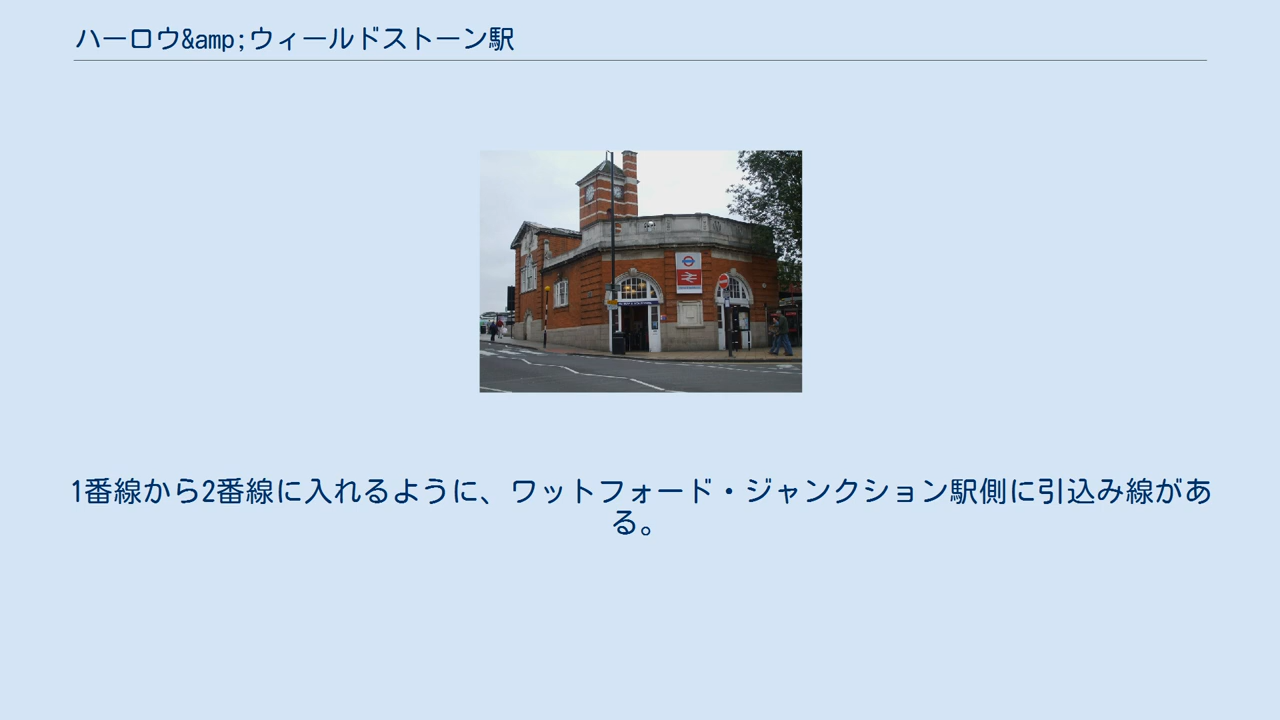 ハーロウ&amp;ウィールドストーン駅
1番線から2番線に入れるように、ワットフォード・ジャンクション駅側に引込み線があ
る。